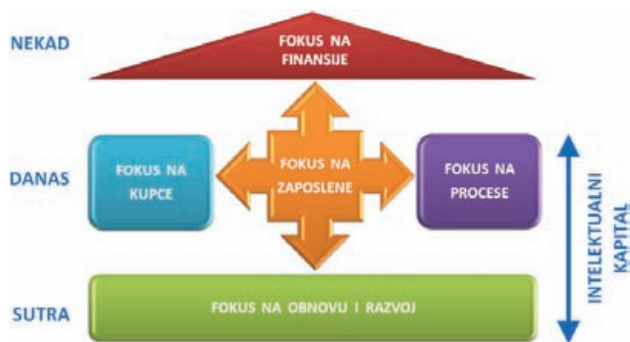 NEKAD
FOKUS NA
FINANSIJE
DANAS
FOKUS NA
KUPCE
FOKUS NA
ZAPOSLENE
FOKUS NA
PROCESE
INTELEKTUALNI
KAPITAL
SUTRA
FOKUS NA OBNOVU I RAZVOJ